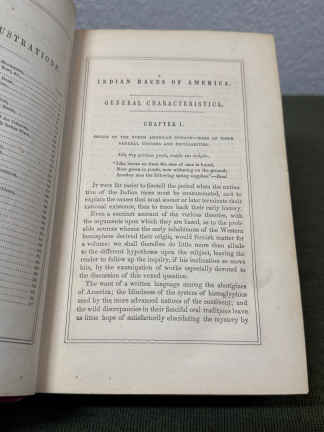 USTRATIONS.
INDIAN RACES OF AMERICA.
GENERAL CHARACTERISTICS.
CHAPTER I.
ORIGIN OF THE NORTH AMERICAN INDIANS
GENERAL CUSTOMS AND PECULIARITIES.
"Like leaves on trees the race of man is found,
Now green in youth, now withering on the ground;
Another race the following spring supplies."
IT were far easier to foretell the period when the extinc-
tion of the Indian races must be consummated, and to
explain the causes that must sooner or later terminate their
national existence, than to trace back their early history.
Even a succinct account of the various theories, with
the arguments upon which they are based, as to the prob-
able sources whence the early inhabitants of the Western
hemisphere derived their origin, would furnish matter for
a volume; we shall therefore do little more than allude
to the different hypotheses upon the subject, leaving the
reader to follow up the inquiry, if his inclination so move
him, by the examination of works especially devoted to
the discussion of this vexed question.
The want of a written language among the aborigines
of America; the blindness of the system of hieroglyphics
used by the more advanced nations of the continent; and
the wild discrepancies in their fanciful oral traditions leave
us little hope of satisfactorily elucidating the mystery by